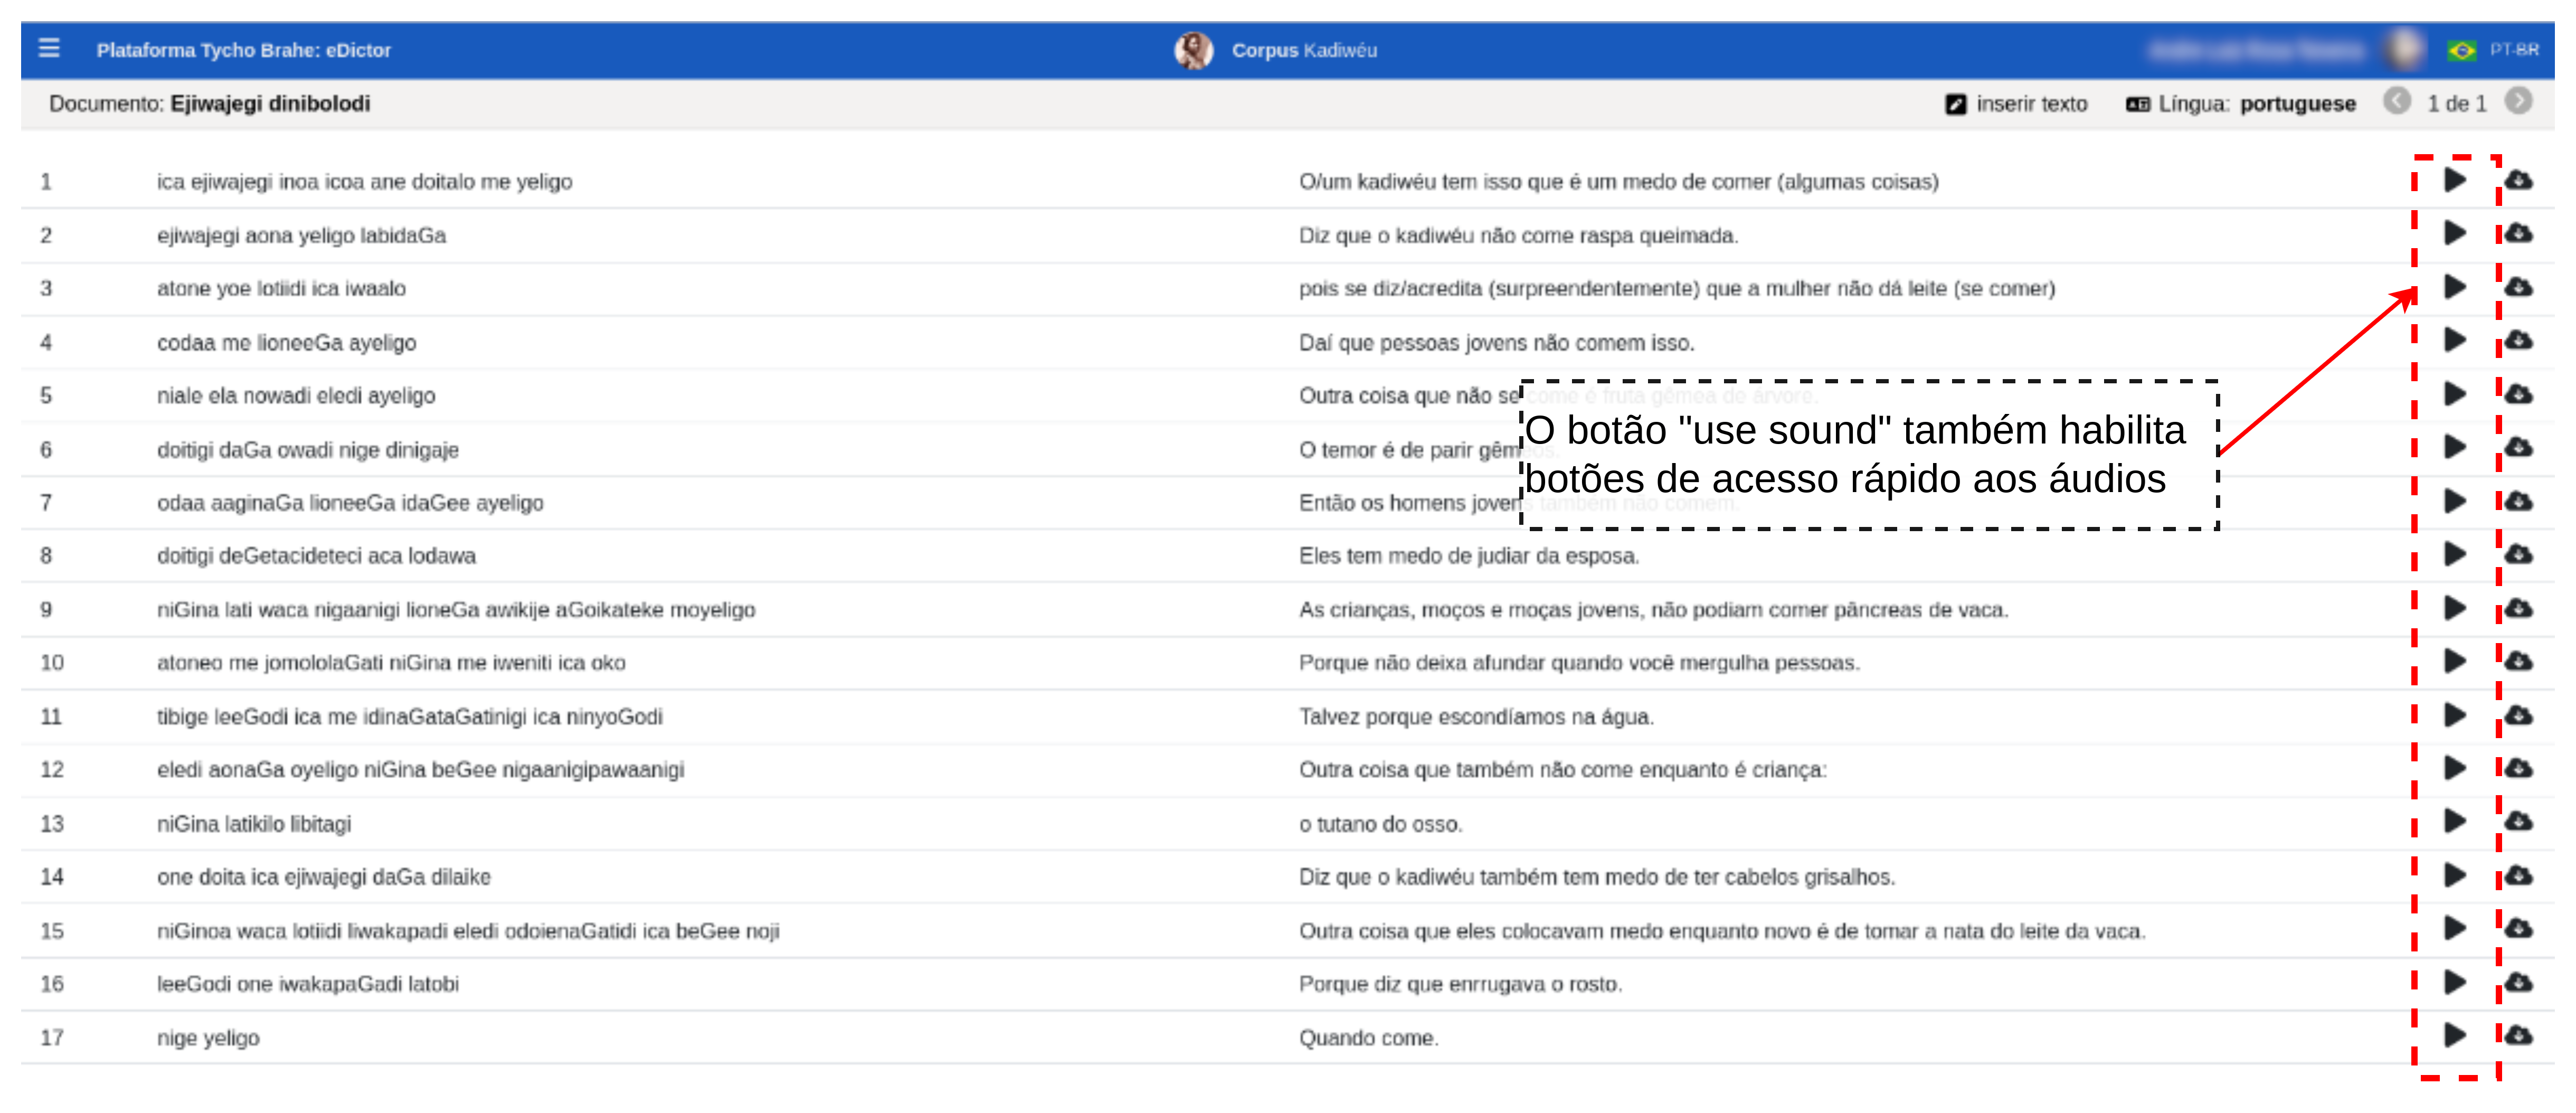 Plataforma Tycho Brahe: eDictor
Corpus Kadiwéu
PT-BR
Documento: Ejiwajegi dinibolodi
inserir texto
Língua: portuguese
1 de 1
1 ica ejiwajegi inoa icoa ane doitalo me yeligo O/um kadiwéu tem isso que é um medo de comer (algumas coisas)
2 ejiwajegi aona yeligo labidaGa Diz que o kadiwéu não come raspa queimada.
3 atone yoe lotiidi ica iwaalo pois se diz/acredita (surpreendentemente) que a mulher não dá leite (se comer)
4 codaa me lioneeGa ayeligo Daí que pessoas jovens não comem isso.
5 niale ela nowadi eledi ayeligo Outra coisa que não se come é fruta gêmea de árvore.
6 doitigi daGa owadi nige dinigaje O temor é de parir gêmeos.
7 odaa aaginaGa lioneeGa idaGee ayeligo Então os homens jovens também não comem.
O botão "use sound" também habilita
botões de acesso rápido aos áudios
8 doitigi deGetacideteci aca lodawa Eles tem medo de judiar da esposa.
9 niGina lati waca nigaanigi lioneGa awikije aGoikateke moyeligo As crianças, moços e moças jovens, não podiam comer pâncreas de vaca.
10 atoneo me jomololaGati niGina me iweniti ica oko Porque não deixa afundar quando você mergulha pessoas.
11 tibige leeGodi ica me idinaGataGatinigi ica ninyoGodi Talvez porque escondíamos na água.
12 eledi aonaGa oyeligo niGina beGee nigaanigipawaanigi Outra coisa que também não come enquanto é criança:
13 niGina latikilo libitagi o tutano do osso.
14 one doita ica ejiwajegi daGa dilaike Diz que o kadiwéu também tem medo de ter cabelos grisalhos.
15 niGinoa waca lotiidi liwakapadi eledi odoienaGatidi ica beGee noji Outra coisa que eles colocavam medo enquanto novo é de tomar a nata do leite da vaca.
16 leeGodi one iwakapaGadi latobi Porque diz que enrrugava o rosto.
17 nige yeligo Quando come.